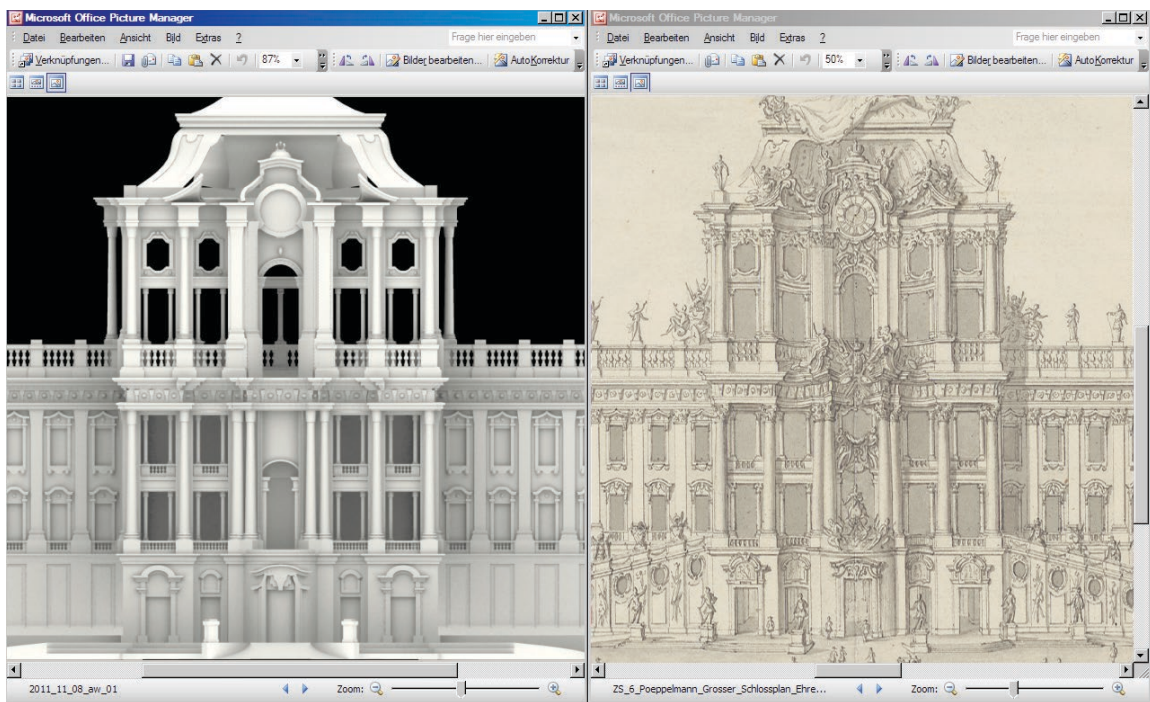 Microsoft Office Picture Manager
Datei Bearbeiten Ansicht Bild Extras ? Frage hier eingeben
Verknüpfungen... 87% Bilder bearbeiten... AutoKorrektur
2011_11_08_aw_01 Zoom:
Microsoft Office Picture Manager
Datei Bearbeiten Ansicht Bild Extras ? Frage hier eingeben
Verknüpfungen... 50% Bilder bearbeiten... AutoKorrektur
ZS_6_Poeppelmann_Grosser_Schlossplan_Ehre... Zoom: